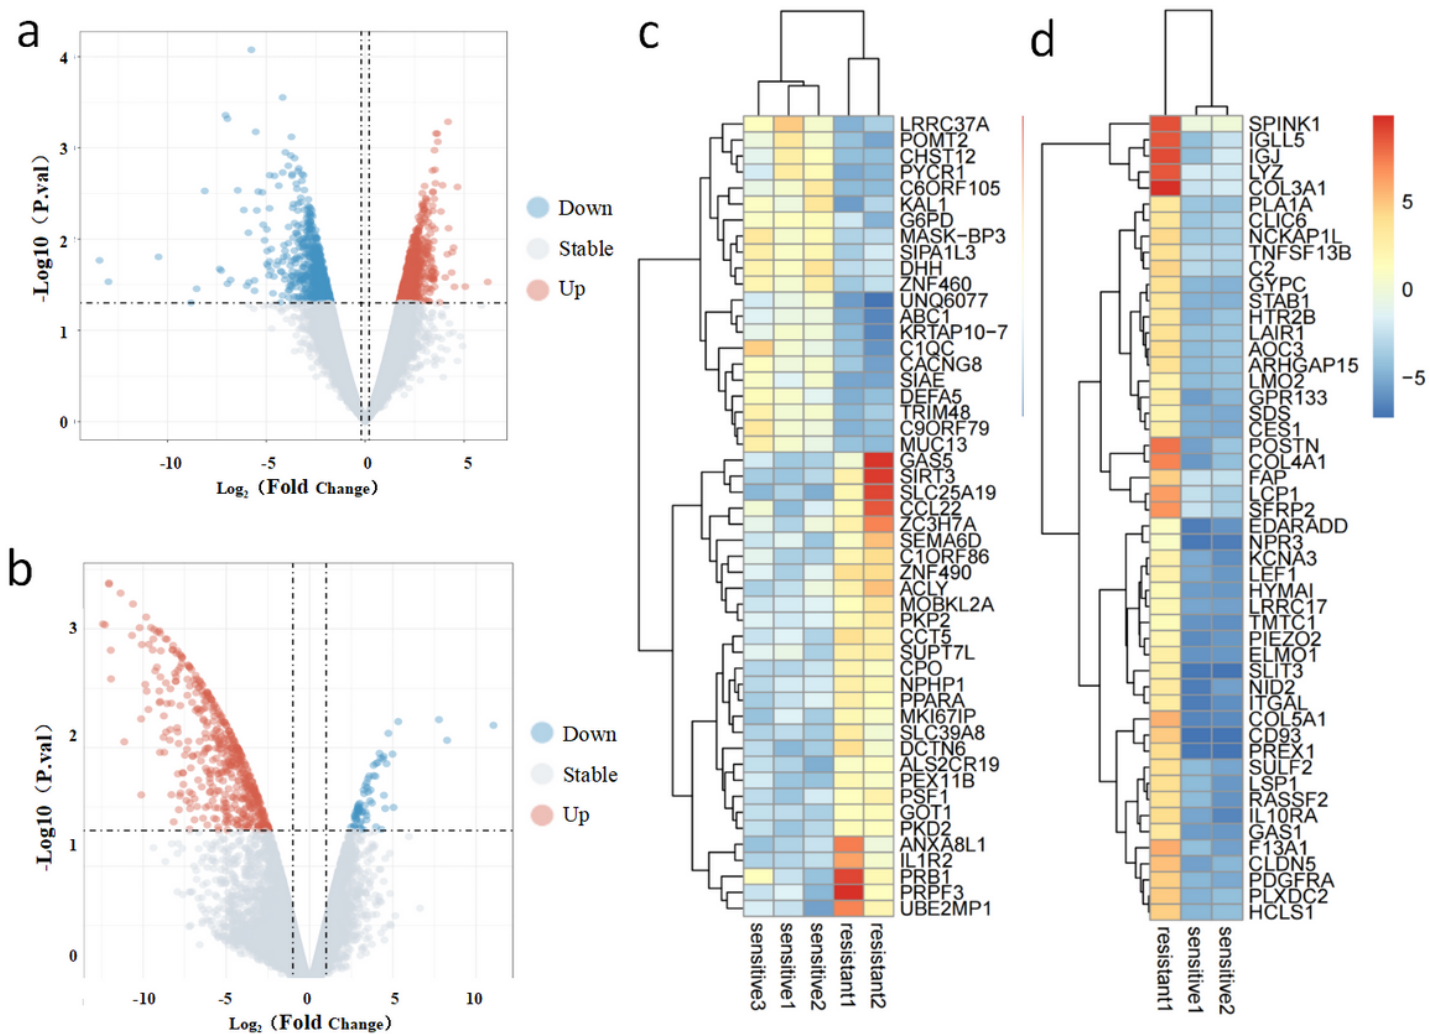 a
4
3
2
1
0
-Log10（P.val）
-10
-5
0
5
Log2（Fold Change）
Down
Stable
Up
b
3
2
1
0
-Log10（P.val）
-10
-5
0
5
10
Log2（Fold Change）
Down
Stable
Up
c
LRRC37A
POMT2
CHST12
PYCR1
C6ORF105
KAL1
G6PD
MASK-BP3
SIPA1L3
DHH
ZNF460
UNQ6077
ABC1
KRTAP10-7
C1QC
CACNG8
SIAE
DEFA5
TRIM48
C9ORF79
MUC13
GAS5
SIRT3
SLC25A19
CCL22
ZC3H7A
SEMA6D
C1ORF86
ZNF490
ACLY
MOBKL2A
PKP2
CCT5
SUPT7L
CPO
NPHP1
PPARA
MKI67IP
SLC39A8
DCTN6
ALS2CR19
PEX11B
PSF1
GOT1
PKD2
ANXA8L1
IL1R2
PRB1
PRPF3
UBE2MP1
sensitive3
sensitive1
sensitive2
resistant1
resistant2
d
SPINK1
IGLL5
IGJ
LYZ
COL3A1
PLA1A
CLIC6
NCKAP1L
TNFSF13B
C2
GYPC
STAB1
HTR2B
LAIR1
AOC3
ARHGAP15
LMO2
GPR133
SDS
CES1
POSTN
COL4A1
FAP
LCP1
SFRP2
EDARADD
NPR3
KCNA3
LEF1
HYMAI
LRRC17
TMTC1
PIEZO2
ELMO1
SLIT3
NID2
ITGAL
COL5A1
CD93
PREX1
SULF2
LSP1
RASSF2
IL10RA
GAS1
F13A1
CLDN5
PDGFRA
PLXDC2
HCLS1
resistant1
sensitive1
sensitive2
5
0
-5